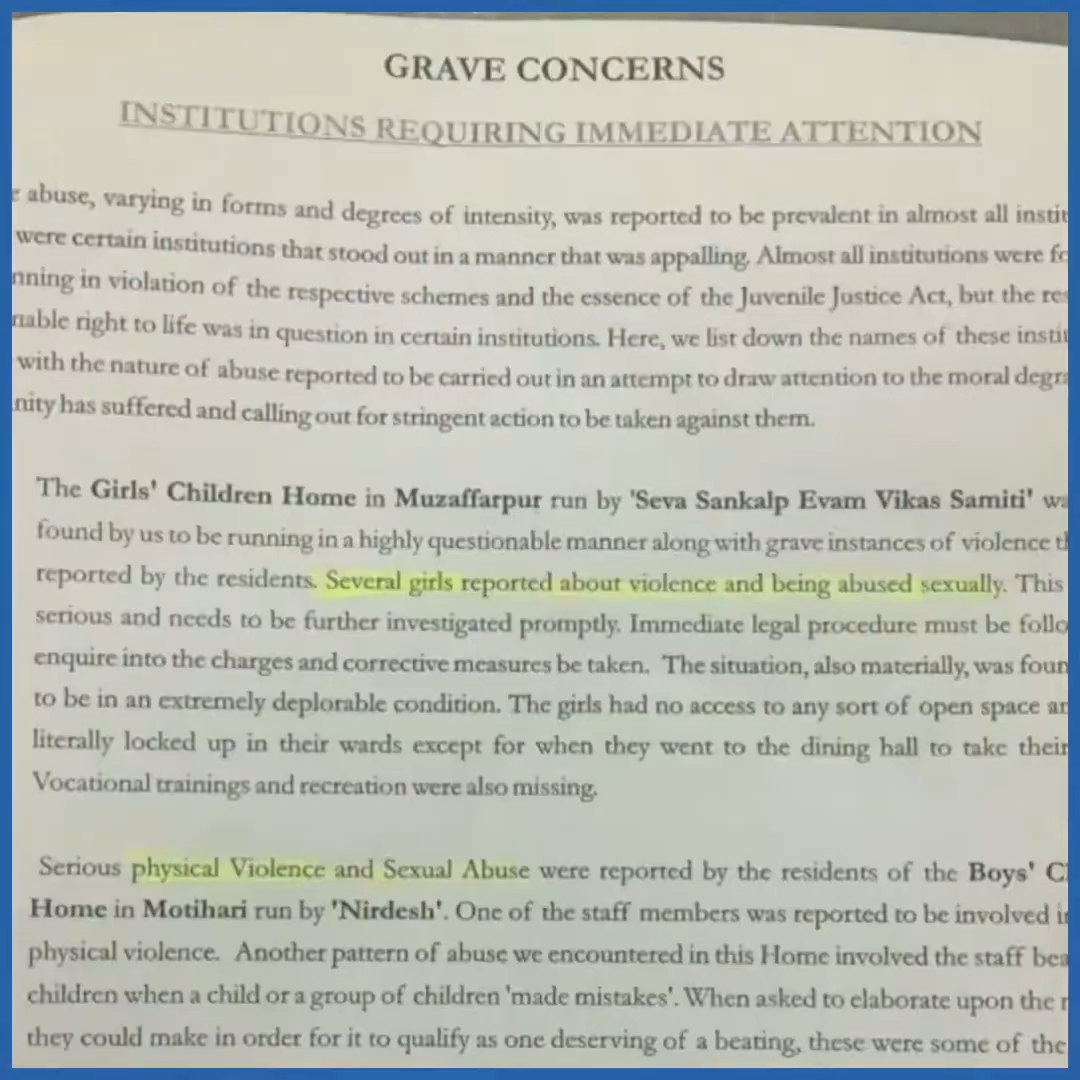 GRAVE CONCERNS
INSTITUTIONS REQUIRING IMMEDIATE ATTENTION
abuse, varying in forms and degrees of intensity, was reported to be prevalent in almost all
were certain institutions that stood out in a manner that was appalling. Almost all institutions were
in violation of the respective schemes and the essence of the Juvenile Justice Act, but the
right to life was in question in certain institutions. Here, we list down the names of these
with the nature of abuse reported to be carried out in an attempt to draw attention to the moral
has suffered and calling out for stringent action to be taken against them.
The Girls' Children Home in Muzaffarpur run by 'Seva Sankalp Evam Vikas Samiti'
found by us to be running in a highly questionable manner along with grave instances of violence
reported by the residents. Several girls reported about violence and being abused sexually. This
serious and needs to be further investigated promptly. Immediate legal procedure must be
enquire into the charges and corrective measures be taken. The situation, also materially, was
to be in an extremely deplorable condition. The girls had no access to any sort of open space
literally locked up in their wards except for when they went to the dining hall to take their
Vocational trainings and recreation were also missing.
Serious physical Violence and Sexual Abuse were reported by the residents of the Boys'
Home in Motihari run by 'Nirdesh'. One of the staff members was reported to be involved
physical violence. Another pattern of abuse we encountered in this Home involved the staff
children when a child or a group of children 'made mistakes'. When asked to elaborate upon the
they could make in order for it to qualify as one deserving of a beating, these were some of the